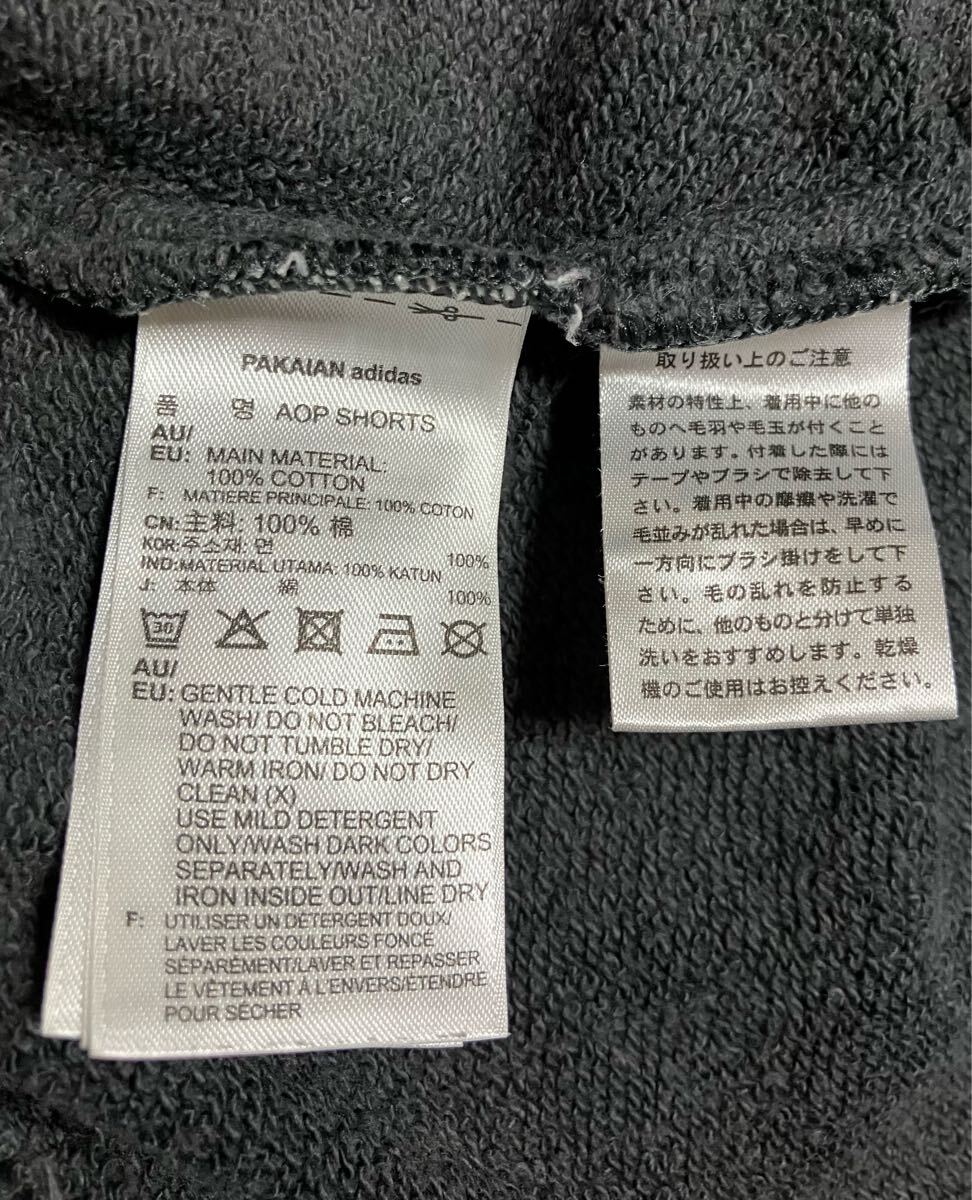 PAKAIAN adidas
품 명 AOP SHORTS
AU/
EU: MAIN MATERIAL:
100% COTTON
F: MATIERE PRINCIPALE: 100% COTON
CN:主料: 100% 棉
KOR:주소재: 면 100%
IND:MATERIAL UTAMA: 100% KATUN
J: 本体 綿 100%
30
AU/
EU: GENTLE COLD MACHINE
WASH/ DO NOT BLEACH/
DO NOT TUMBLE DRY/
WARM IRON/ DO NOT DRY
CLEAN (X)
USE MILD DETERGENT
ONLY/WASH DARK COLORS
SEPARATELY/WASH AND
IRON INSIDE OUT/LINE DRY
F: UTILISER UN DÉTERGENT DOUX/
LAVER LES COULEURS FONCÉ
SÉPARÉMENT/LAVER ET REPASSER
LE VÊTEMENT À L'ENVERS/ÉTENDRE
POUR SÉCHER
取り扱い上のご注意
素材の特性上、着用中に他の
ものへ毛羽や毛玉が付くこと
があります。付着した際には
テープやブラシで除去して下
さい。着用中の摩擦や洗濯で
毛並みが乱れた場合は、早めに
一方向にブラシ掛けをして下
さい。毛の乱れを防止する
ために、他のものと分けて単独
洗いをおすすめします。乾燥
機のご使用はお控えください。